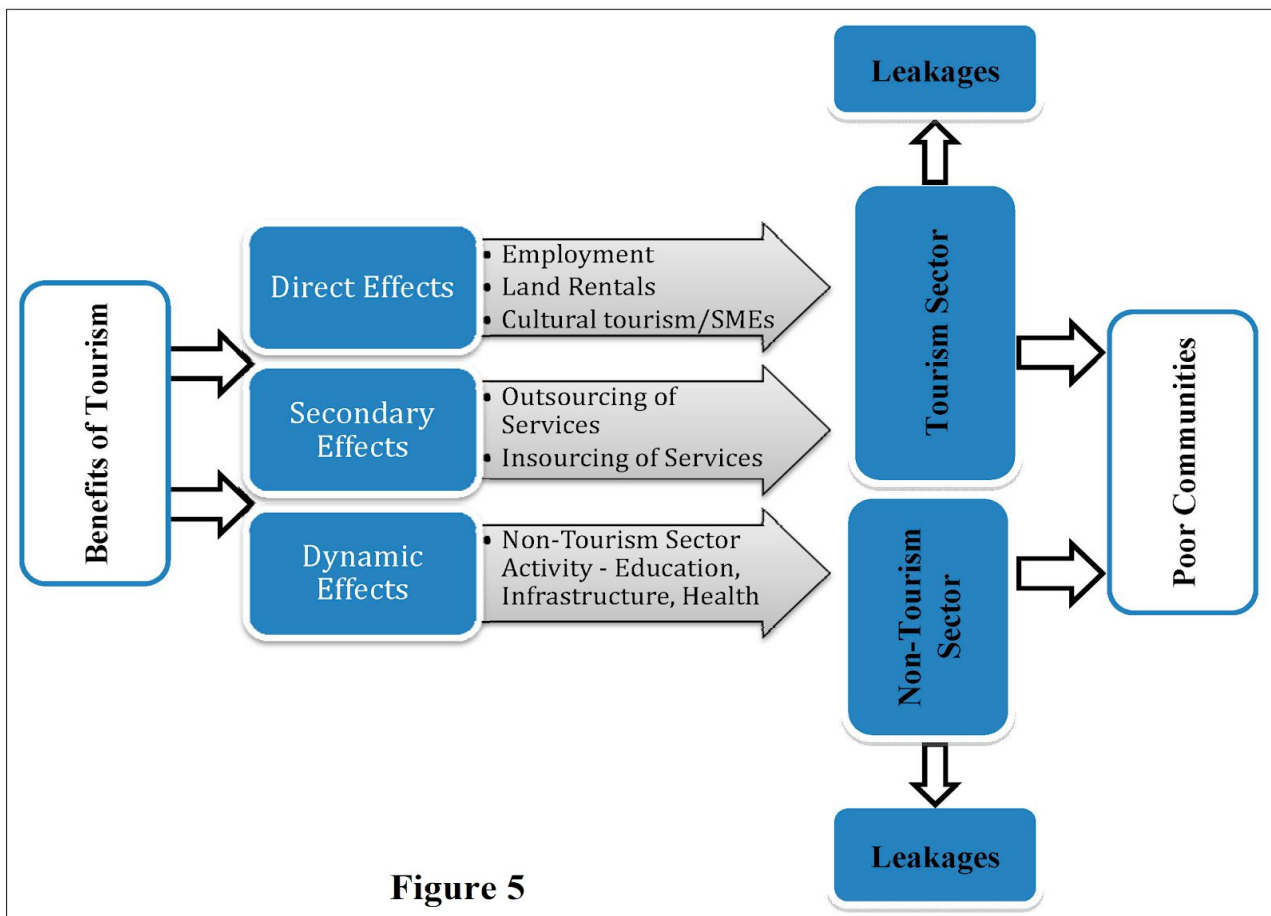 Benefits of Tourism
Direct Effects
• Employment
• Land Rentals
• Cultural tourism/SMEs
Secondary
Effects
• Outsourcing of
Services
• Insourcing of Services
Dynamic
Effects
• Non-Tourism Sector
Activity - Education,
Infrastructure, Health
Leakages
Tourism Sector
Non-Tourism
Sector
Leakages
Poor Communities
Figure 5